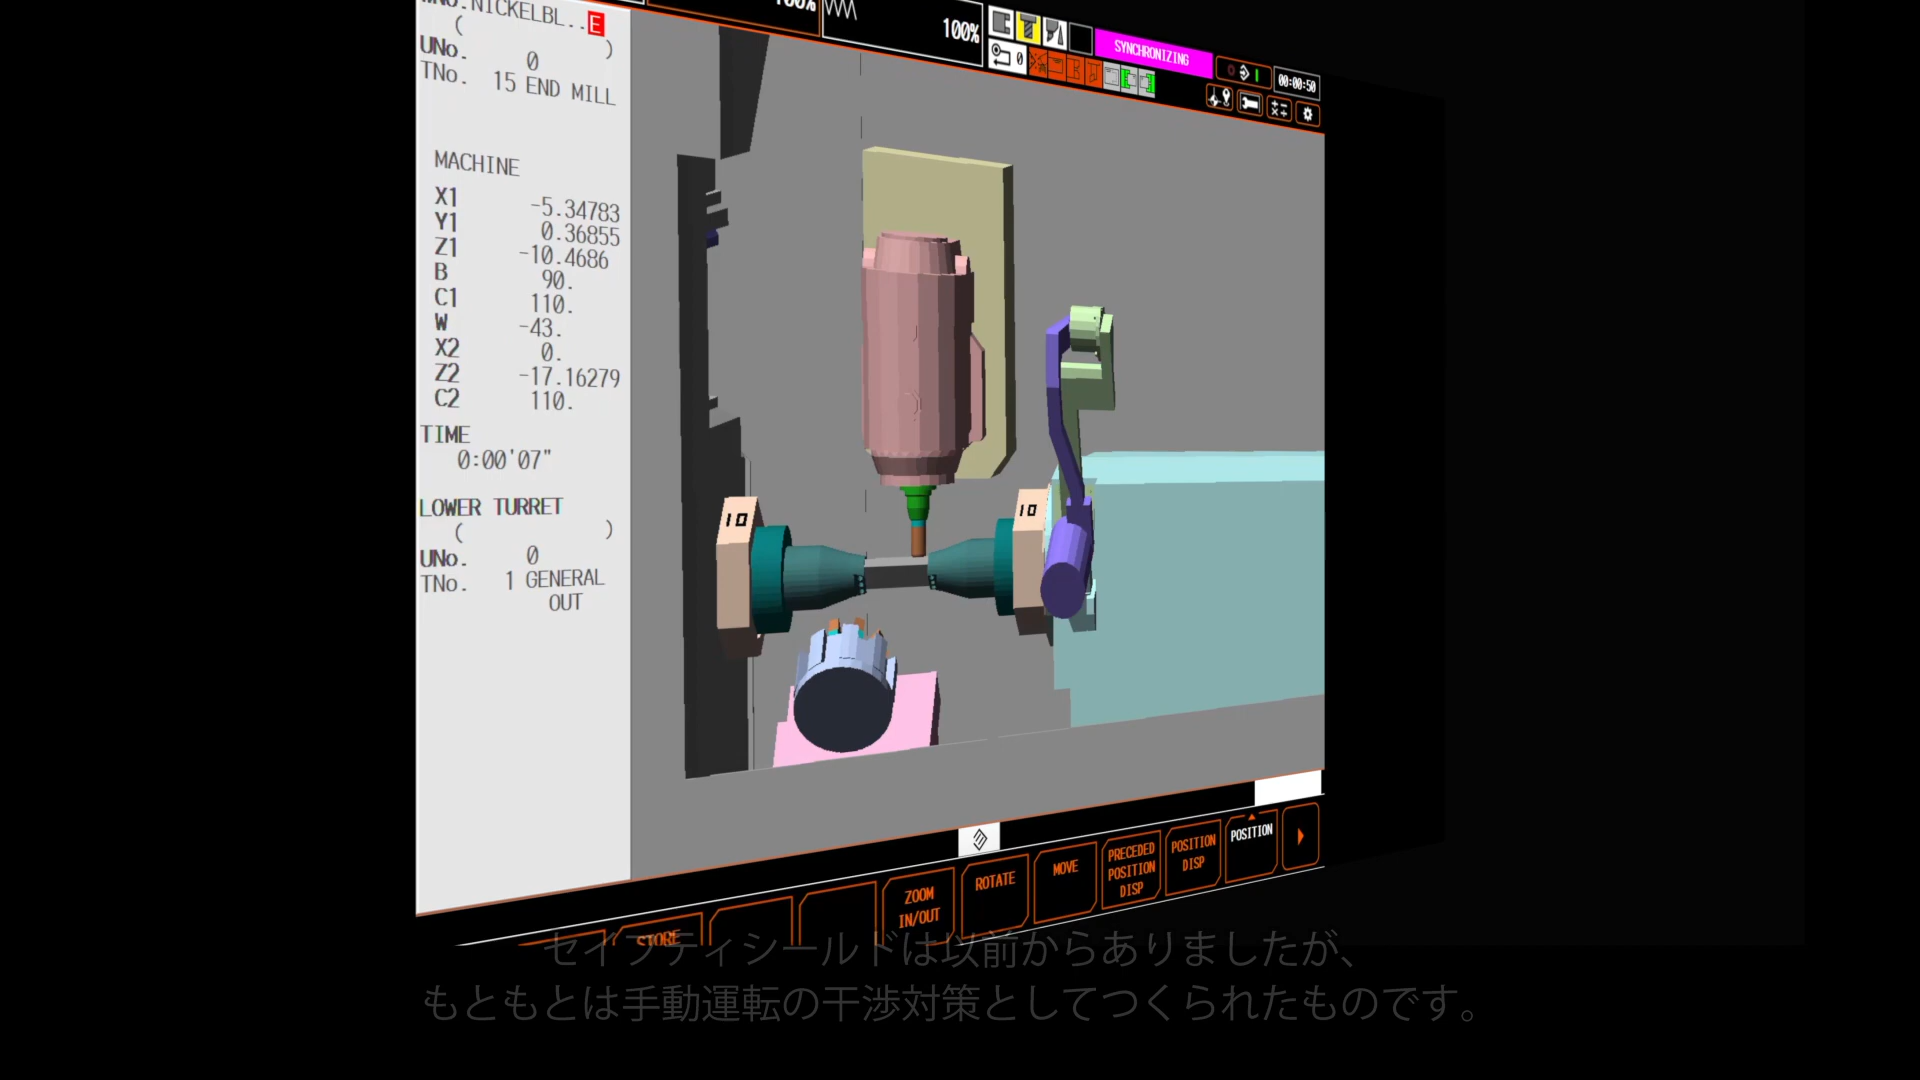 NICKELBL..E
( )
UNo. 0
TNo. 15 END MILL
MACHINE
X1 -5.34783
Y1 0.36855
Z1 -10.4686
B 90.
C1 110.
W -43.
X2 0.
Z2 -17.16279
C2 110.
TIME
0:00'07"
LOWER TURRET
( )
UNo. 0
TNo. 1 GENERAL
OUT
100%
100%
SYNCHRONIZING
00:00:50
0
10
10
STORE
ZOOM
IN/OUT
ROTATE
MOVE
PRECEDED
POSITION
DISP
POSITION
DISP
POSITION
セイフティシールドは以前からありましたが、
もともとは手動運転の干渉対策としてつくられたものです。